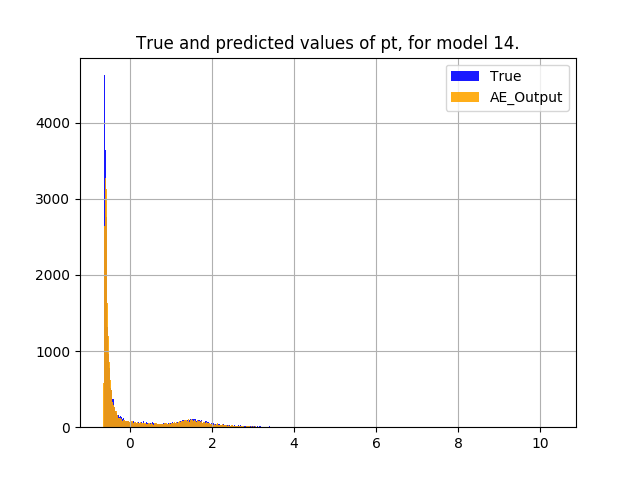 True and predicted values of pt, for model 14.
True
AE_Output
4000
3000
2000
1000
0
0 2 4 6 8 10